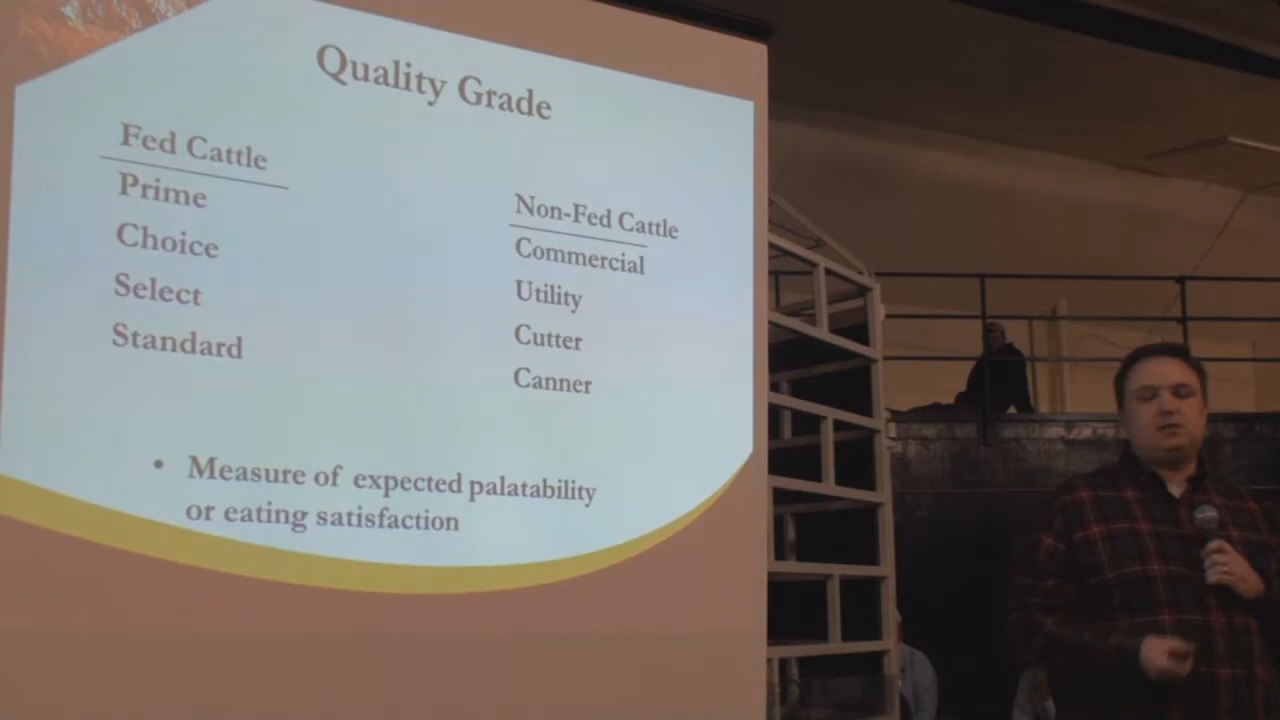 Quality Grade
Fed Cattle
Prime
Choice
Select
Standard
Non-Fed Cattle
Commercial
Utility
Cutter
Canner
• Measure of expected palatability
or eating satisfaction